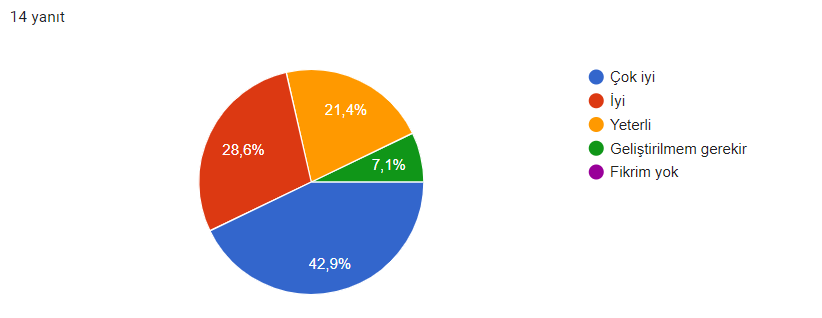 14 yanıt
Çok iyi
İyi
Yeterli
Geliştirilmem gerekir
Fikrim yok
21,4%
28,6%
7,1%
42,9%